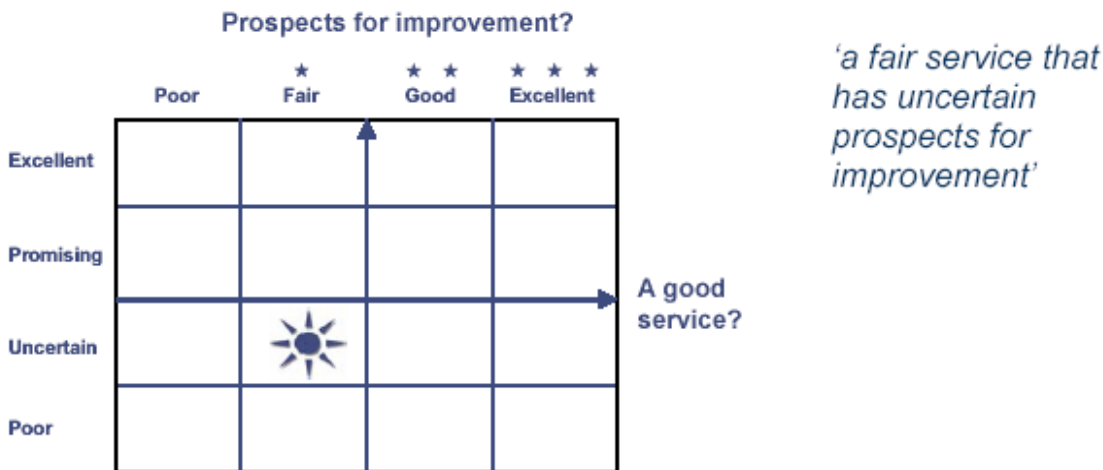 Prospects for improvement?
★ ★ ★ ★ ★ ★
Poor Fair Good Excellent
Excellent
Promising
Uncertain
Poor
A good
service?
‘a fair service that
has uncertain
prospects for
improvement’